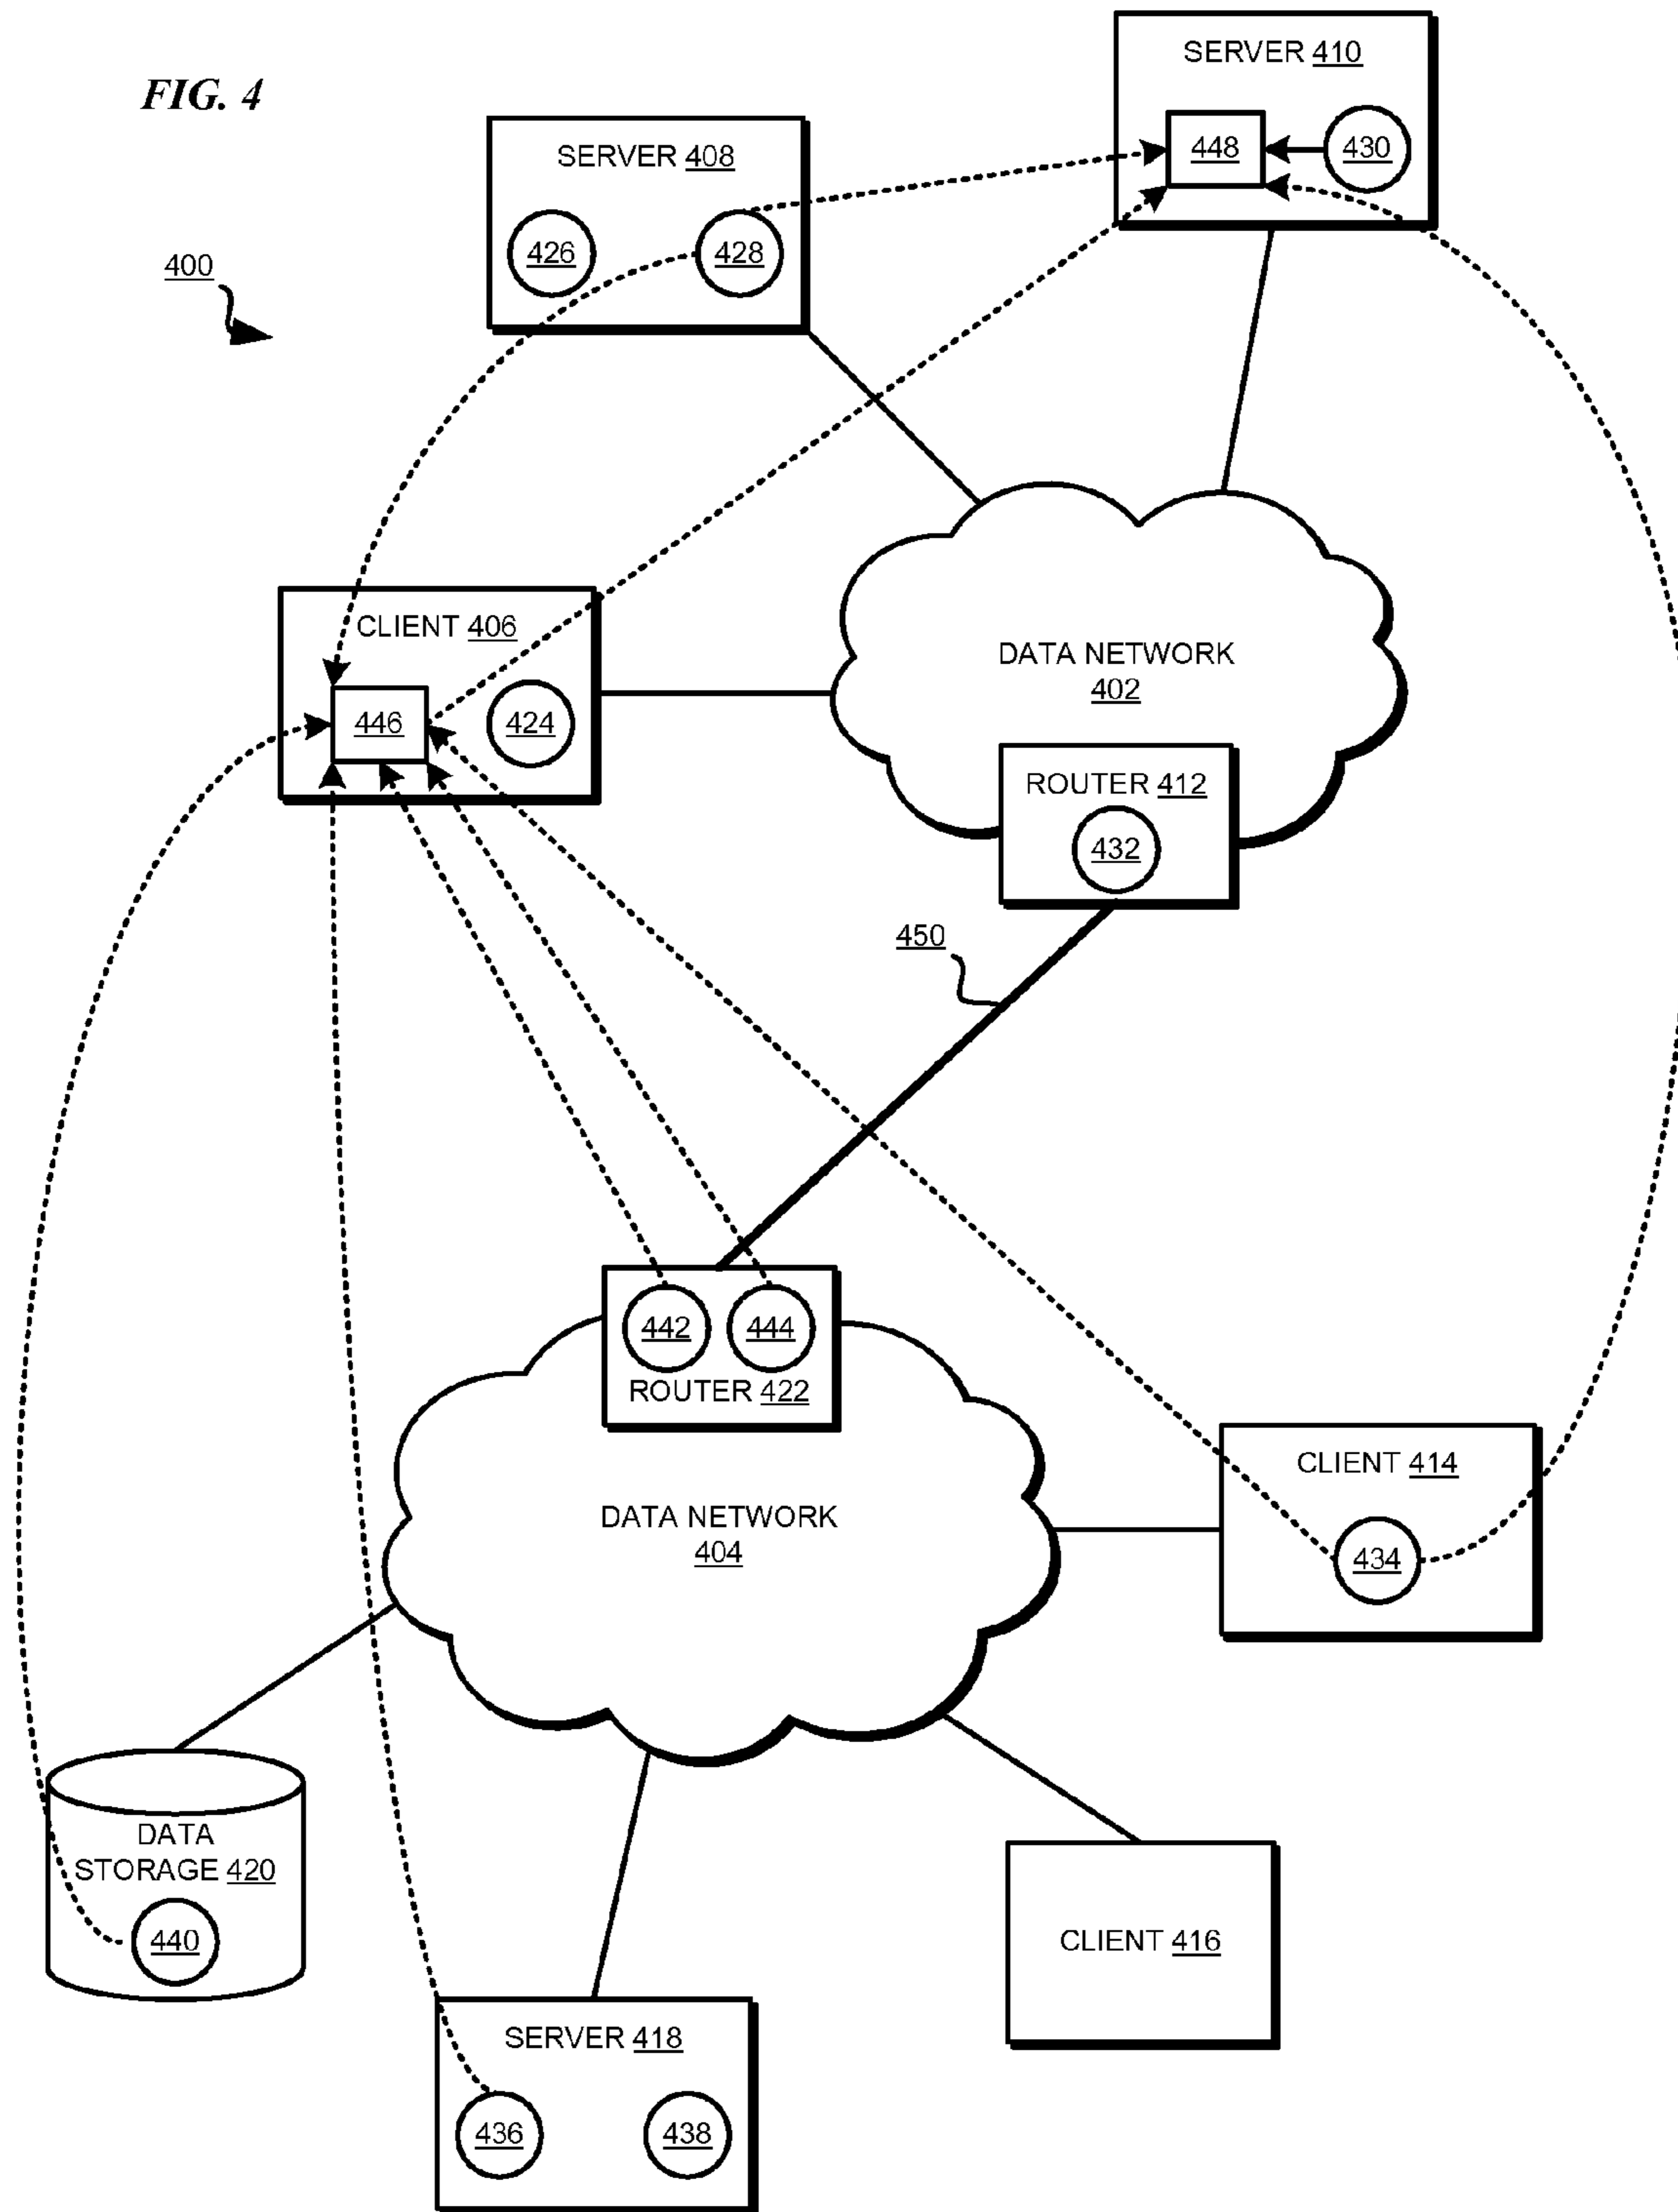 FIG. 4
SERVER 410
448
430
SERVER 408
426
428
400
DATA NETWORK
402
CLIENT 406
446
424
ROUTER 412
432
450
442
444
ROUTER 422
CLIENT 414
434
DATA NETWORK
404
DATA
STORAGE 420
440
CLIENT 416
SERVER 418
436
438